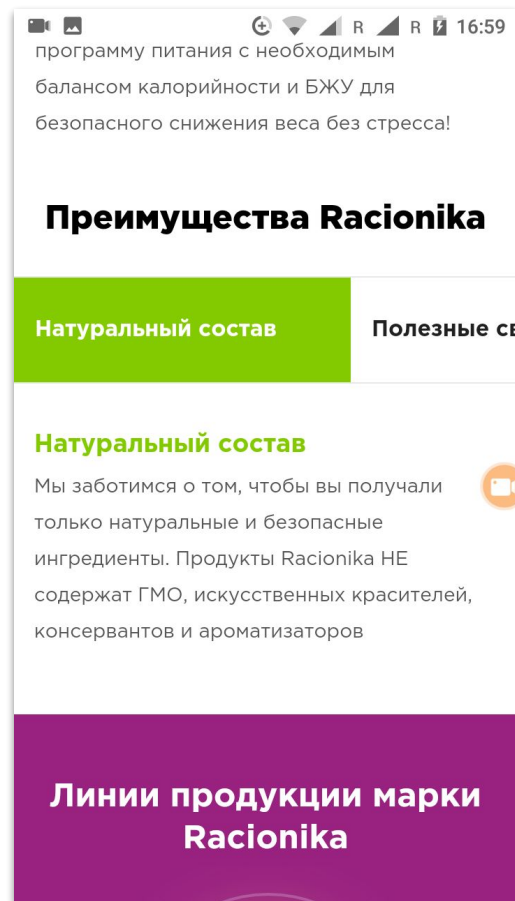 R R 16:59
программу питания с необходимым
балансом калорийности и БЖУ для
безопасного снижения веса без стресса!
Преимущества Racionika
Натуральный состав Полезные св
Натуральный состав
Мы заботимся о том, чтобы вы получали
только натуральные и безопасные
ингредиенты. Продукты Racionika НЕ
содержат ГМО, искусственных красителей,
консервантов и ароматизаторов
Линии продукции марки
Racionika